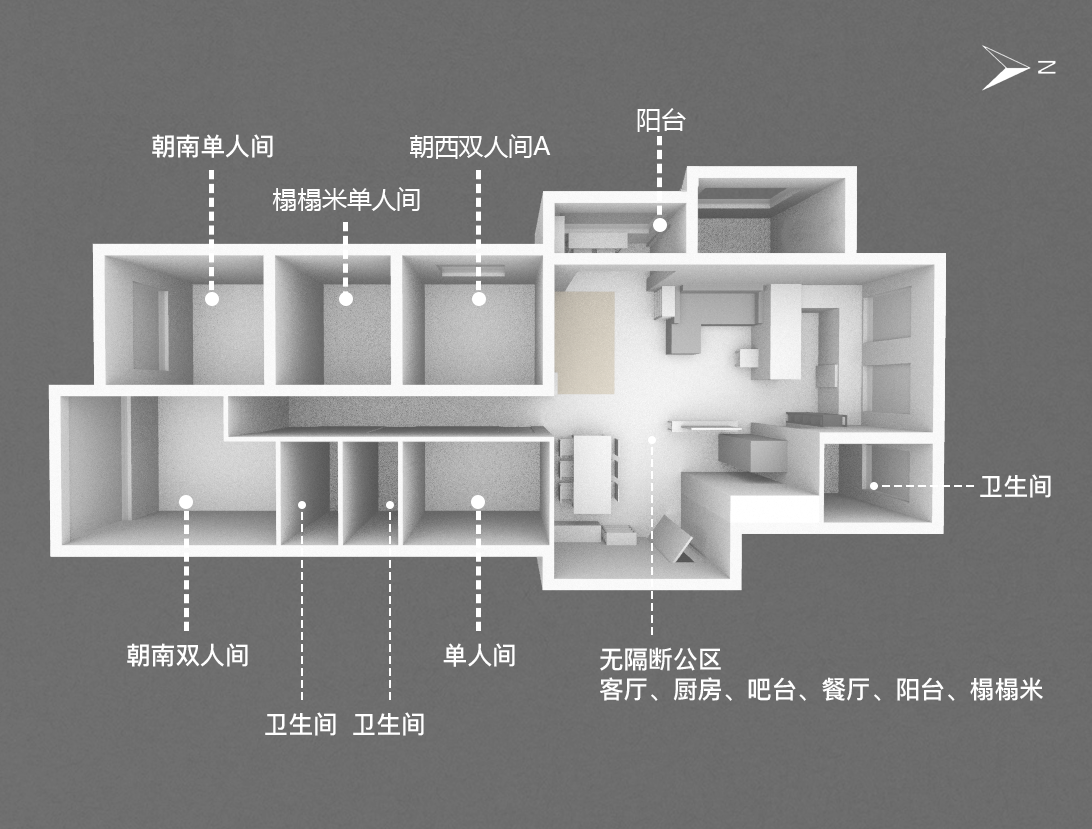 N
阳台
朝南单人间
朝西双人间A
榻榻米单人间
卫生间
朝南双人间
单人间
无隔断公区
客厅、厨房、吧台、餐厅、阳台、榻榻米
卫生间
卫生间